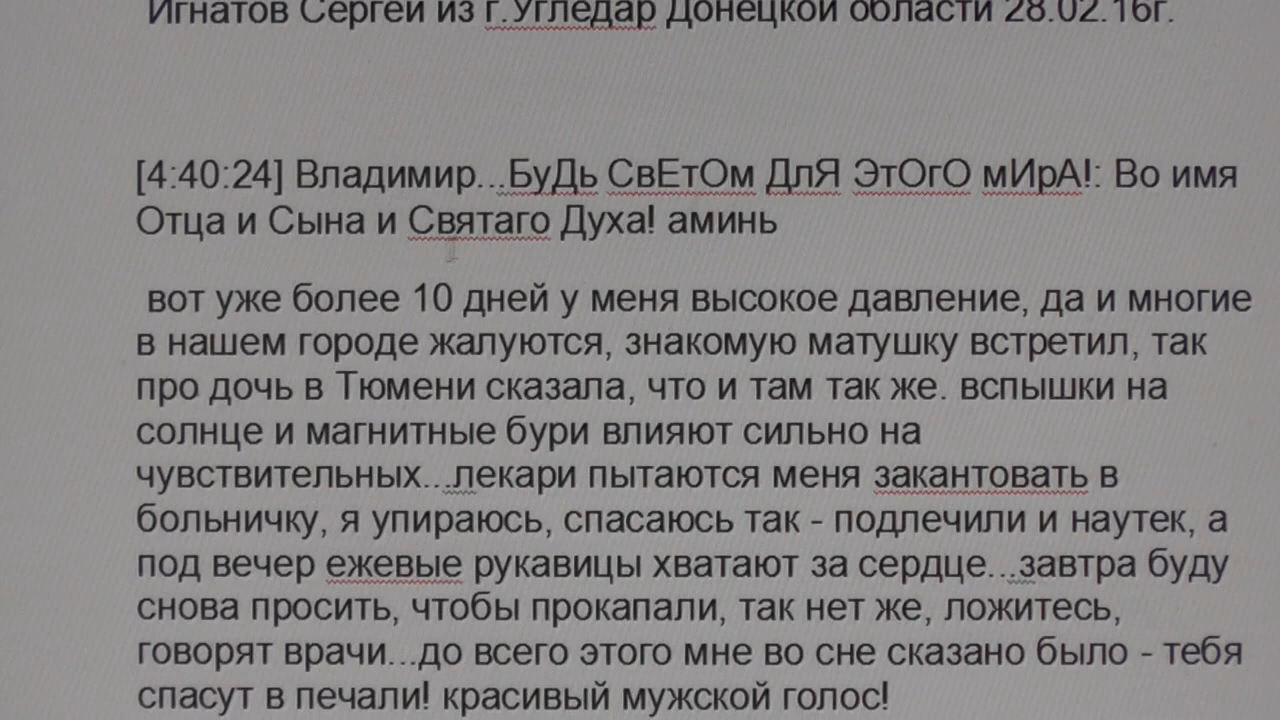 Игнатов Сергей из г.Угледар Донецкой области 28.02.16г.
[4:40:24] Владимир...БуДь СвЕтОм ДлЯ ЭтОгО мИрА!: Во имя
Отца и Сына и Святаго Духа! аминь
вот уже более 10 дней у меня высокое давление, да и многие
в нашем городе жалуются, знакомую матушку встретил, так
про дочь в Тюмени сказала, что и там так же. вспышки на
солнце и магнитные бури влияют сильно на
чувствительных...лекари пытаются меня закантовать в
больничку, я упираюсь, спасаюсь так - подлечили и наутек, а
под вечер ежевые рукавицы хватают за сердце...завтра буду
снова просить, чтобы прокапали, так нет же, ложитесь,
говорят врачи...до всего этого мне во сне сказано было - тебя
спасут в печали! красивый мужской голос!